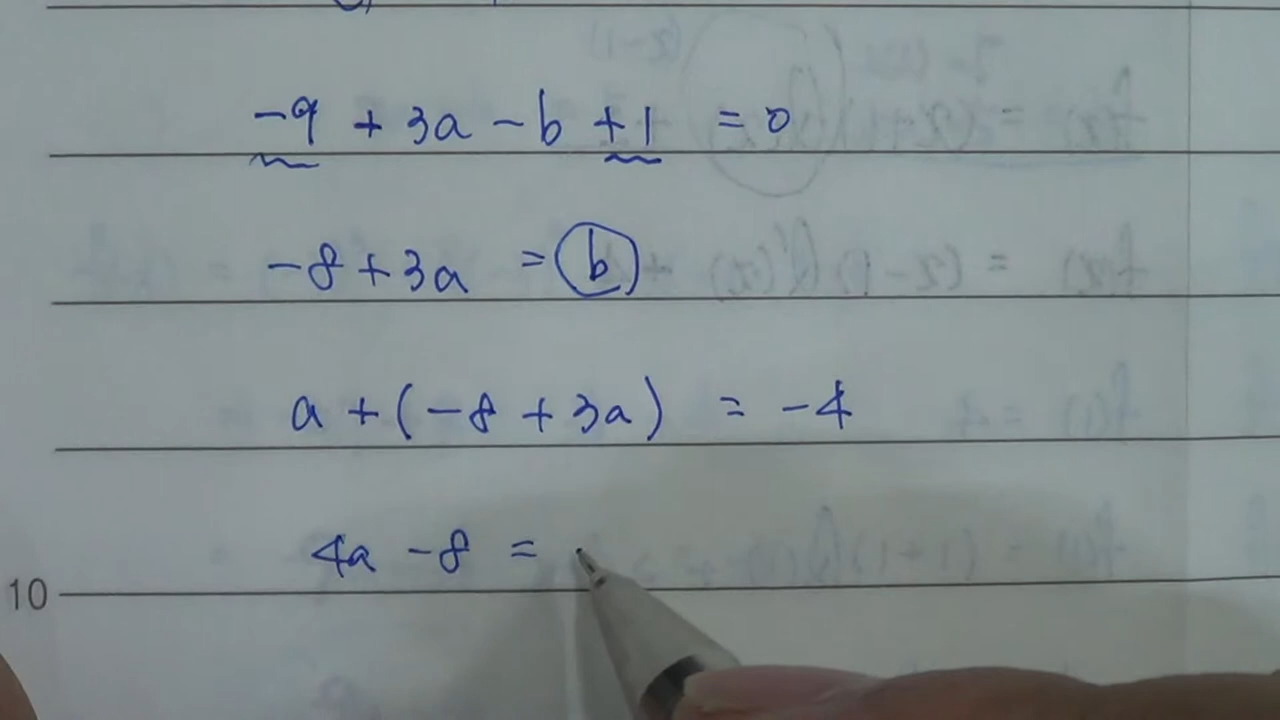 -9 + 3a - b + 1 = 0
-8 + 3a = b
a + (-8 + 3a) = -4
4a - 8 =
10